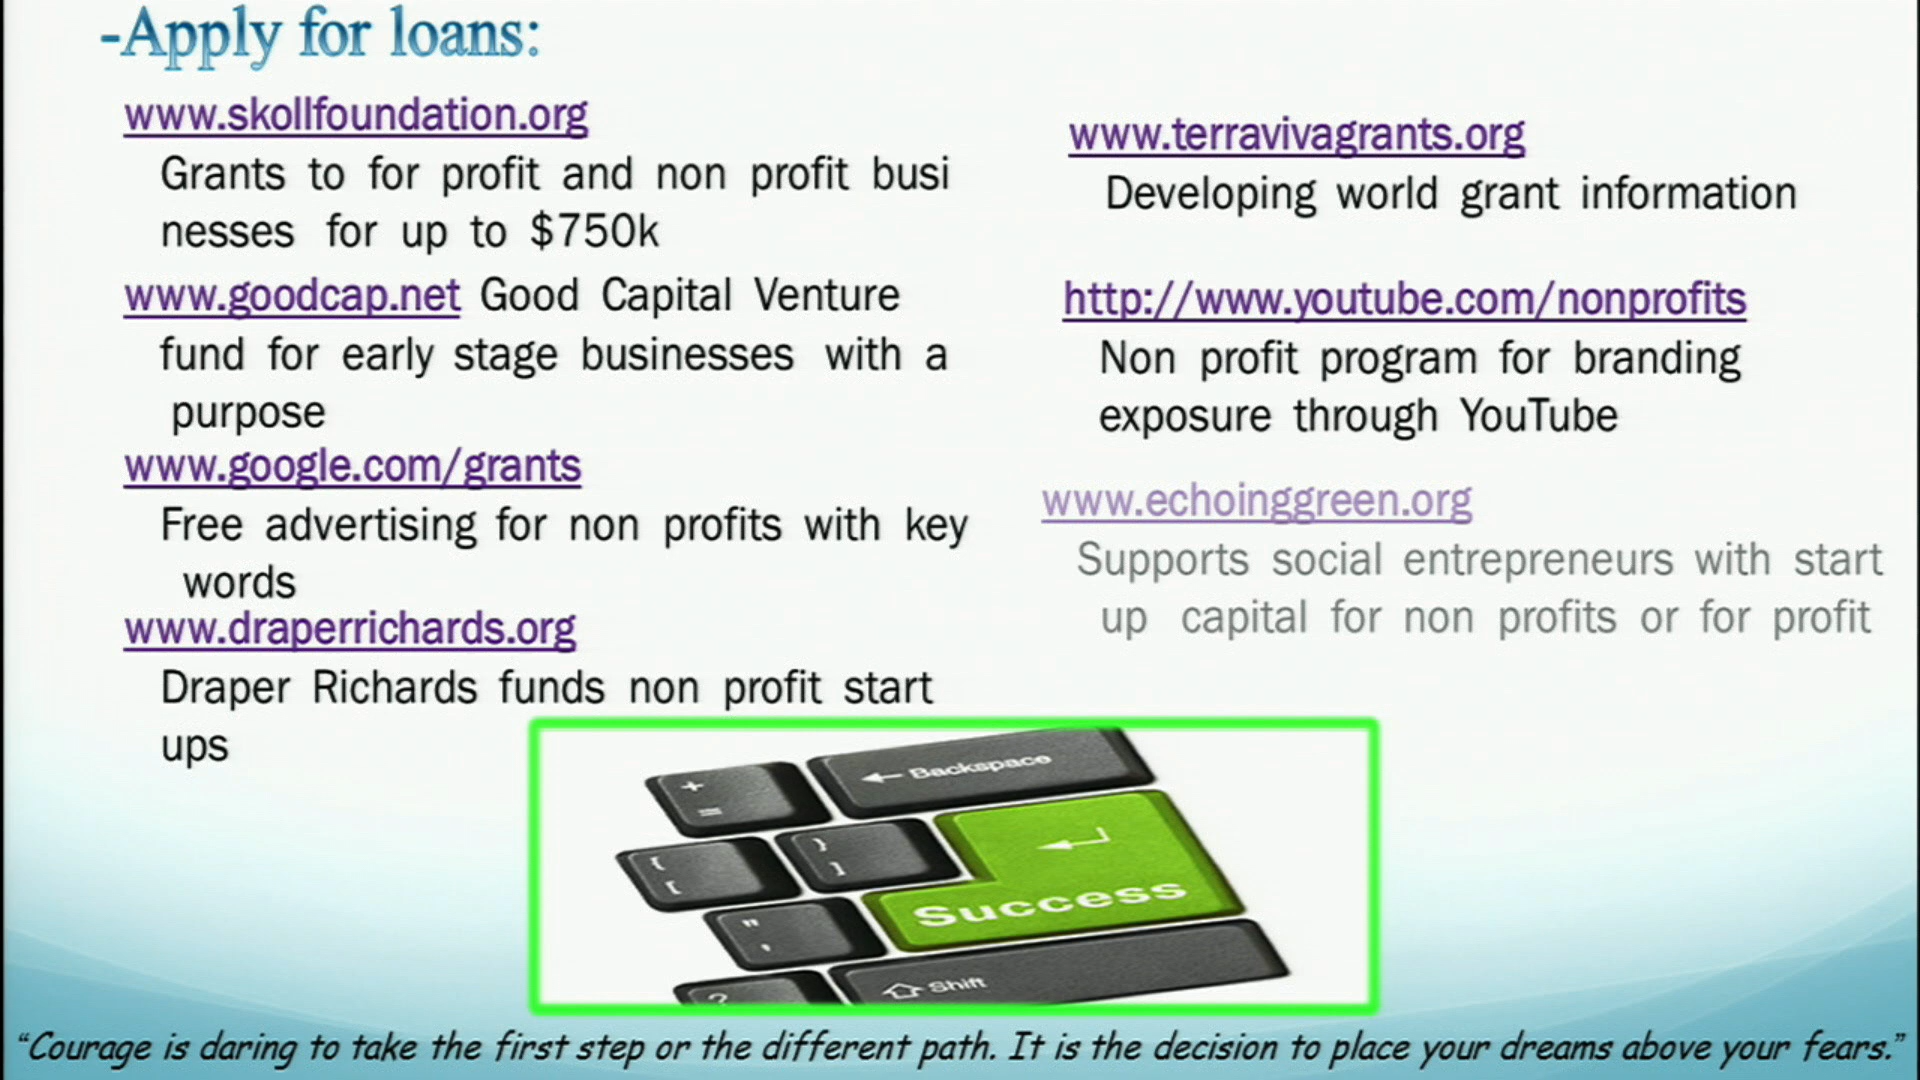 -Apply for loans:
www.skollfoundation.org
Grants to for profit and non profit busi
nesses for up to $750k
www.goodcap.net Good Capital Venture
fund for early stage businesses with a
purpose
www.google.com/grants
Free advertising for non profits with key
words
www.draperrichards.org
Draper Richards funds non profit start
ups
www.terravivagrants.org
Developing world grant information
http://www.youtube.com/nonprofits
Non profit program for branding
exposure through YouTube
www.echoinggreen.org
Supports social entrepreneurs with start
up capital for non profits or for profit
+
=
← Backspace
{
[
}
]
"
'
Success
?
Shift
“Courage is daring to take the first step or the different path. It is the decision to place your dreams above your fears.”